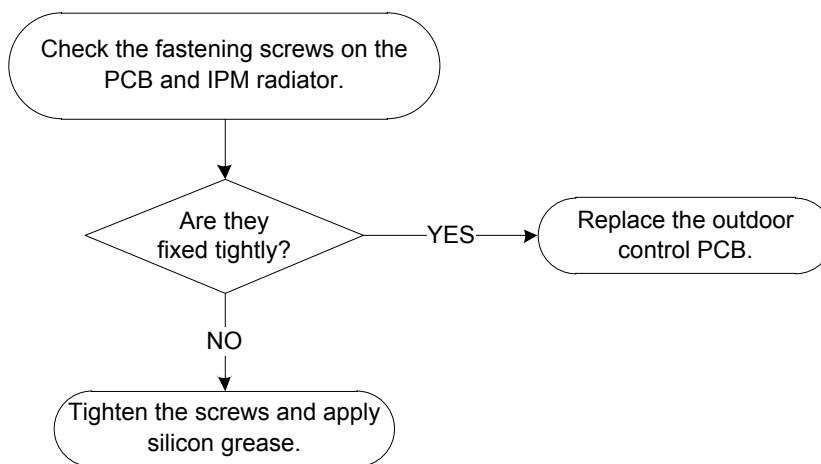 Check the fastening screws on the
PCB and IPM radiator.
Are they
fixed tightly?
YES
Replace the outdoor
control PCB.
NO
Tighten the screws and apply
silicon grease.